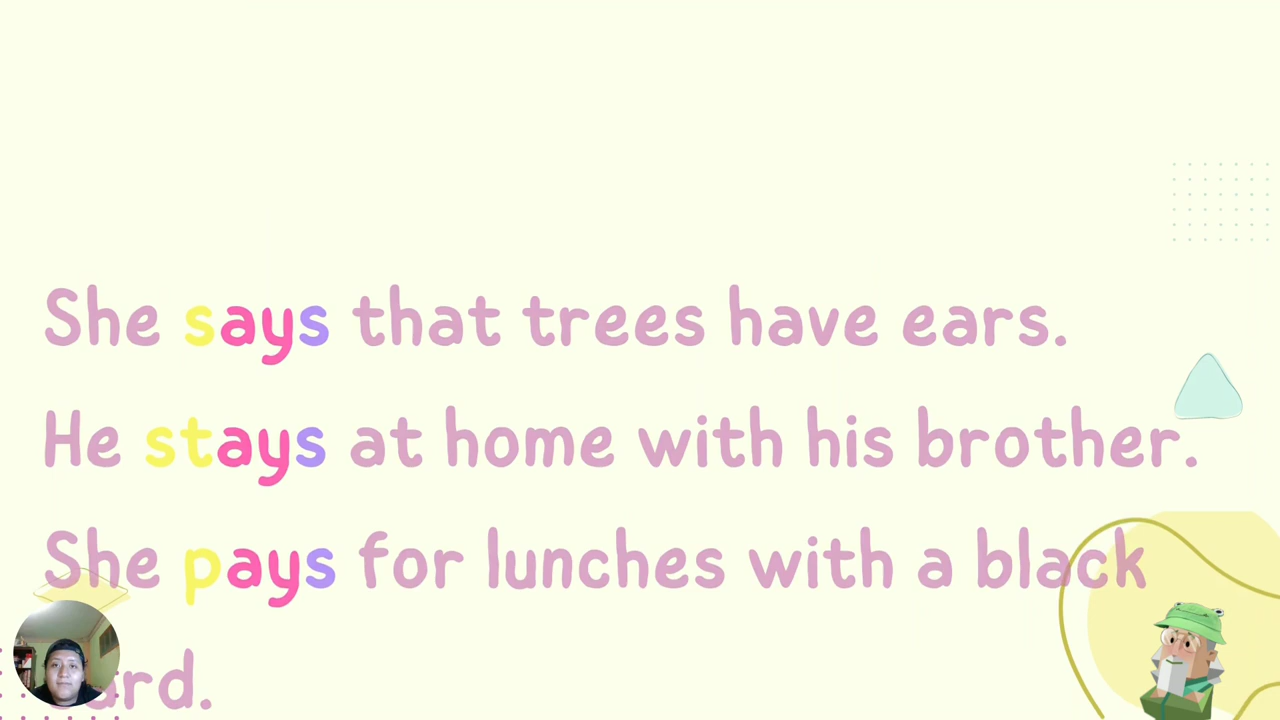 She says that trees have ears.
He stays at home with his brother.
She pays for lunches with a black